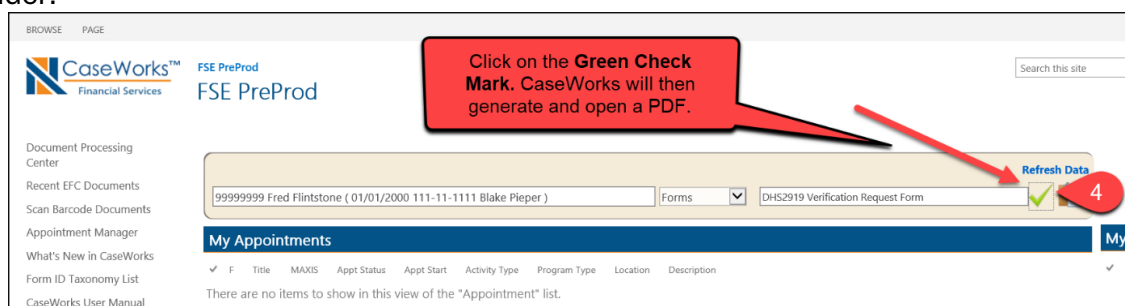 BROWSE PAGE
CaseWorks™
Financial Services
FSE PreProd
FSE PreProd
Click on the Green Check
Mark. CaseWorks will then
generate and open a PDF.
Search this site
Document Processing
Center
Recent EFC Documents
Scan Barcode Documents
Appointment Manager
What's New in CaseWorks
Form ID Taxonomy List
CaseWorks User Manual
Refresh Data
99999999 Fred Flintstone ( 01/01/2000 111-11-1111 Blake Pieper ) Forms DHS2919 Verification Request Form
4
My Appointments
My
F Title MAXIS Appt Status Appt Start Activity Type Program Type Location Description
There are no items to show in this view of the "Appointment" list.